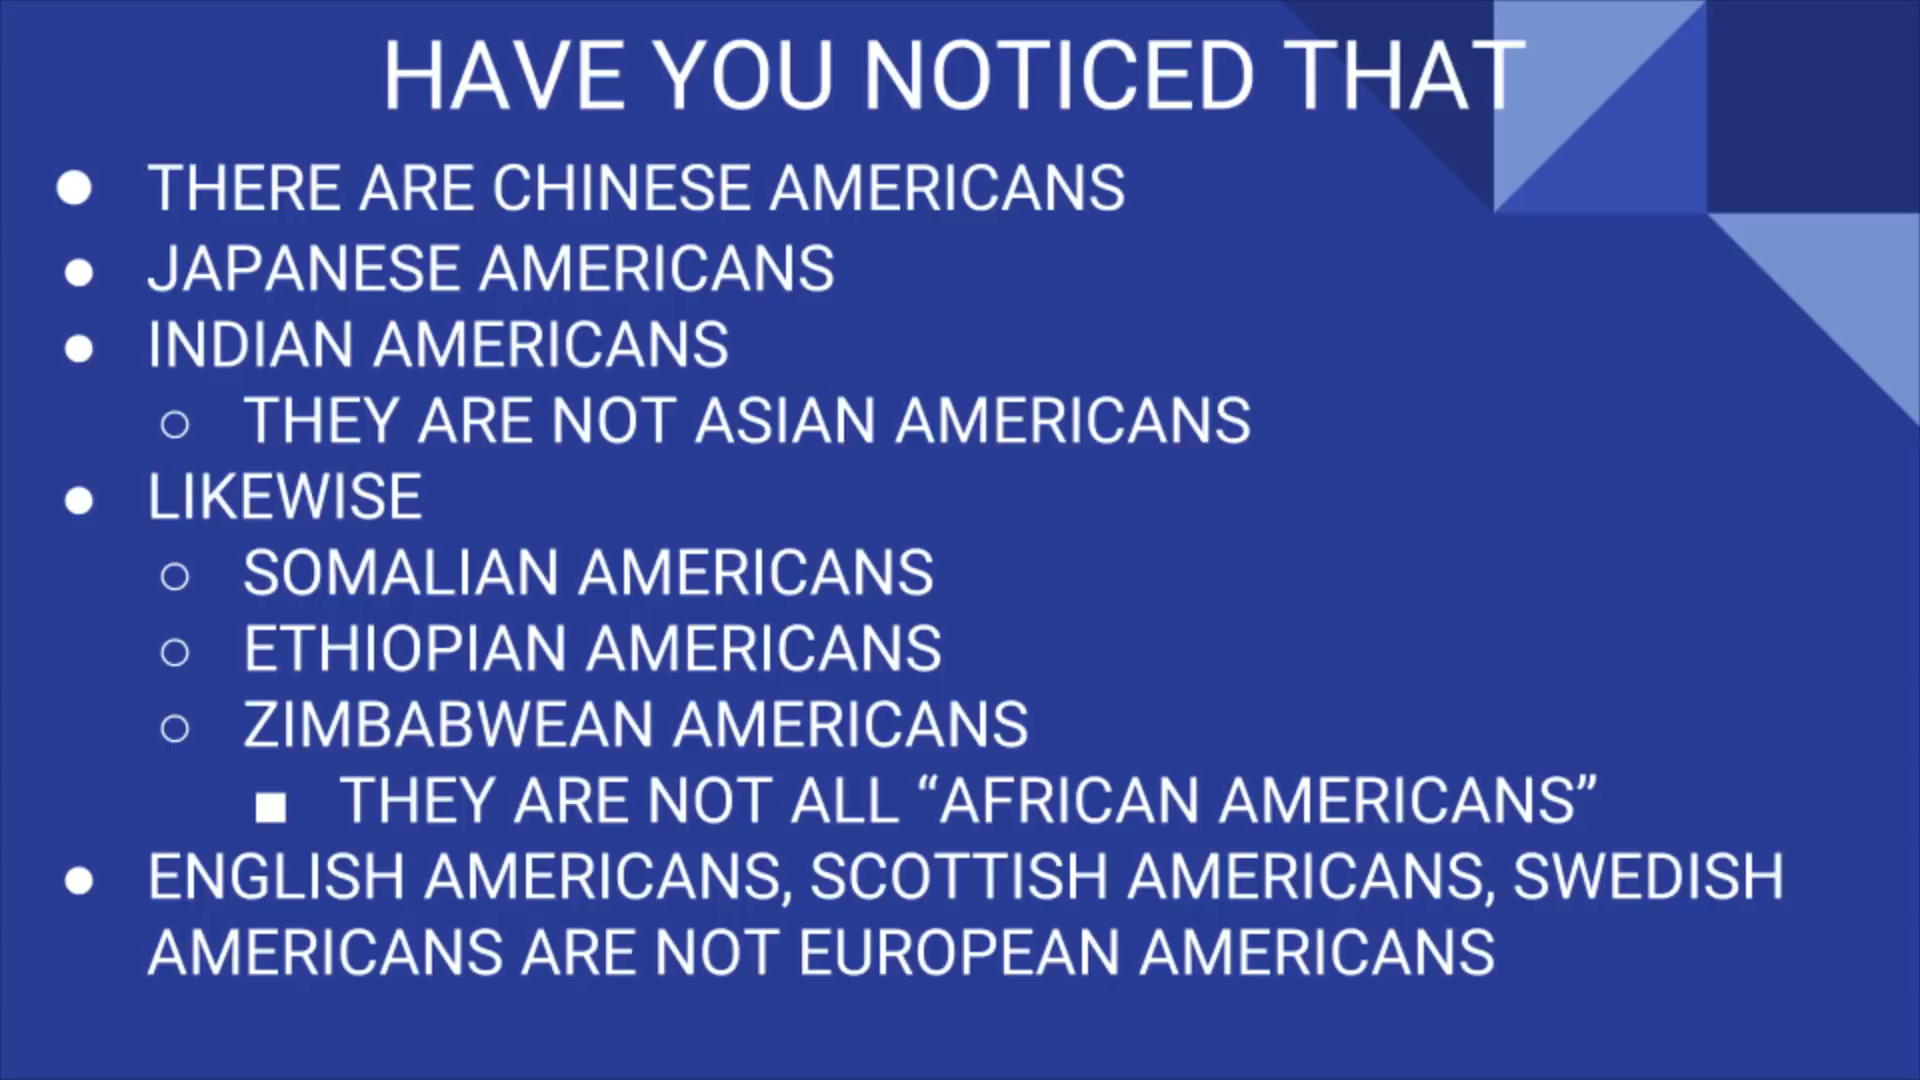 HAVE YOU NOTICED THAT
● THERE ARE CHINESE AMERICANS
● JAPANESE AMERICANS
● INDIAN AMERICANS
○ THEY ARE NOT ASIAN AMERICANS
● LIKEWISE
○ SOMALIAN AMERICANS
○ ETHIOPIAN AMERICANS
○ ZIMBABWEAN AMERICANS
■ THEY ARE NOT ALL “AFRICAN AMERICANS”
● ENGLISH AMERICANS, SCOTTISH AMERICANS, SWEDISH
AMERICANS ARE NOT EUROPEAN AMERICANS